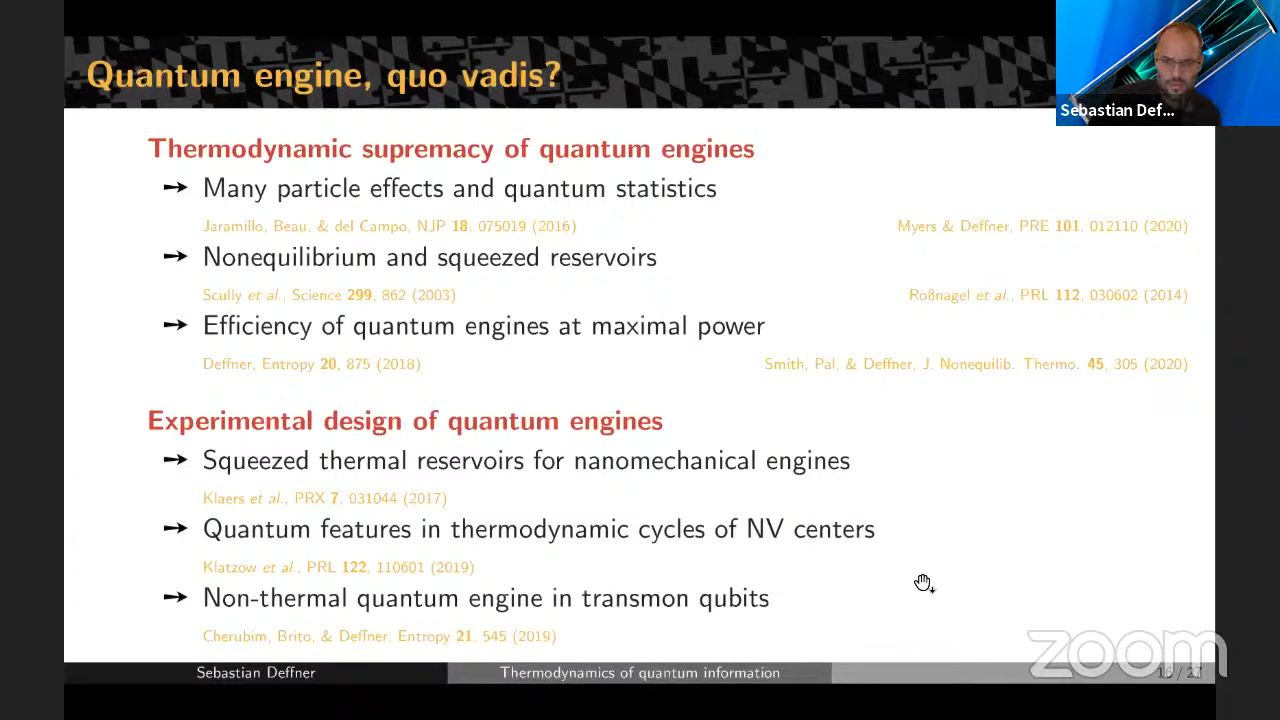 Quantum engine, quo vadis?
Sebastian Def...
Thermodynamic supremacy of quantum engines
Many particle effects and quantum statistics
Jaramillo, Beau, & del Campo, NJP 18, 075019 (2016) Myers & Deffner, PRE 101, 012110 (2020)
Nonequilibrium and squeezed reservoirs
Scully et al., Science 299, 862 (2003) Roßnagel et al., PRL 112, 030602 (2014)
Efficiency of quantum engines at maximal power
Deffner, Entropy 20, 875 (2018) Smith, Pal, & Deffner, J. Nonequilib. Thermo. 45, 305 (2020)
Experimental design of quantum engines
Squeezed thermal reservoirs for nanomechanical engines
Klaers et al., PRX 7, 031044 (2017)
Quantum features in thermodynamic cycles of NV centers
Klatzow et al., PRL 122, 110601 (2019)
Non-thermal quantum engine in transmon qubits
Cherubim, Brito, & Deffner, Entropy 21, 545 (2019)
zoom
Sebastian Deffner Thermodynamics of quantum information 16 / 27